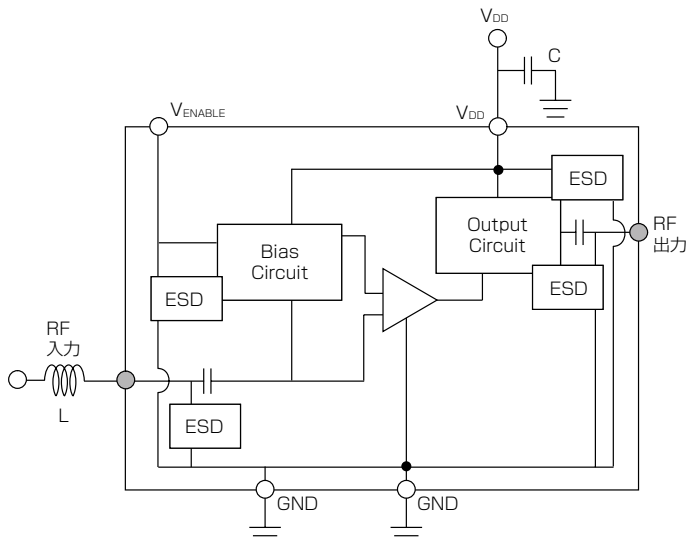 VDD
C
VENABLE
VDD
ESD
Output
Circuit
RF
出力
Bias
Circuit
ESD
ESD
RF
入力
L
ESD
GND
GND